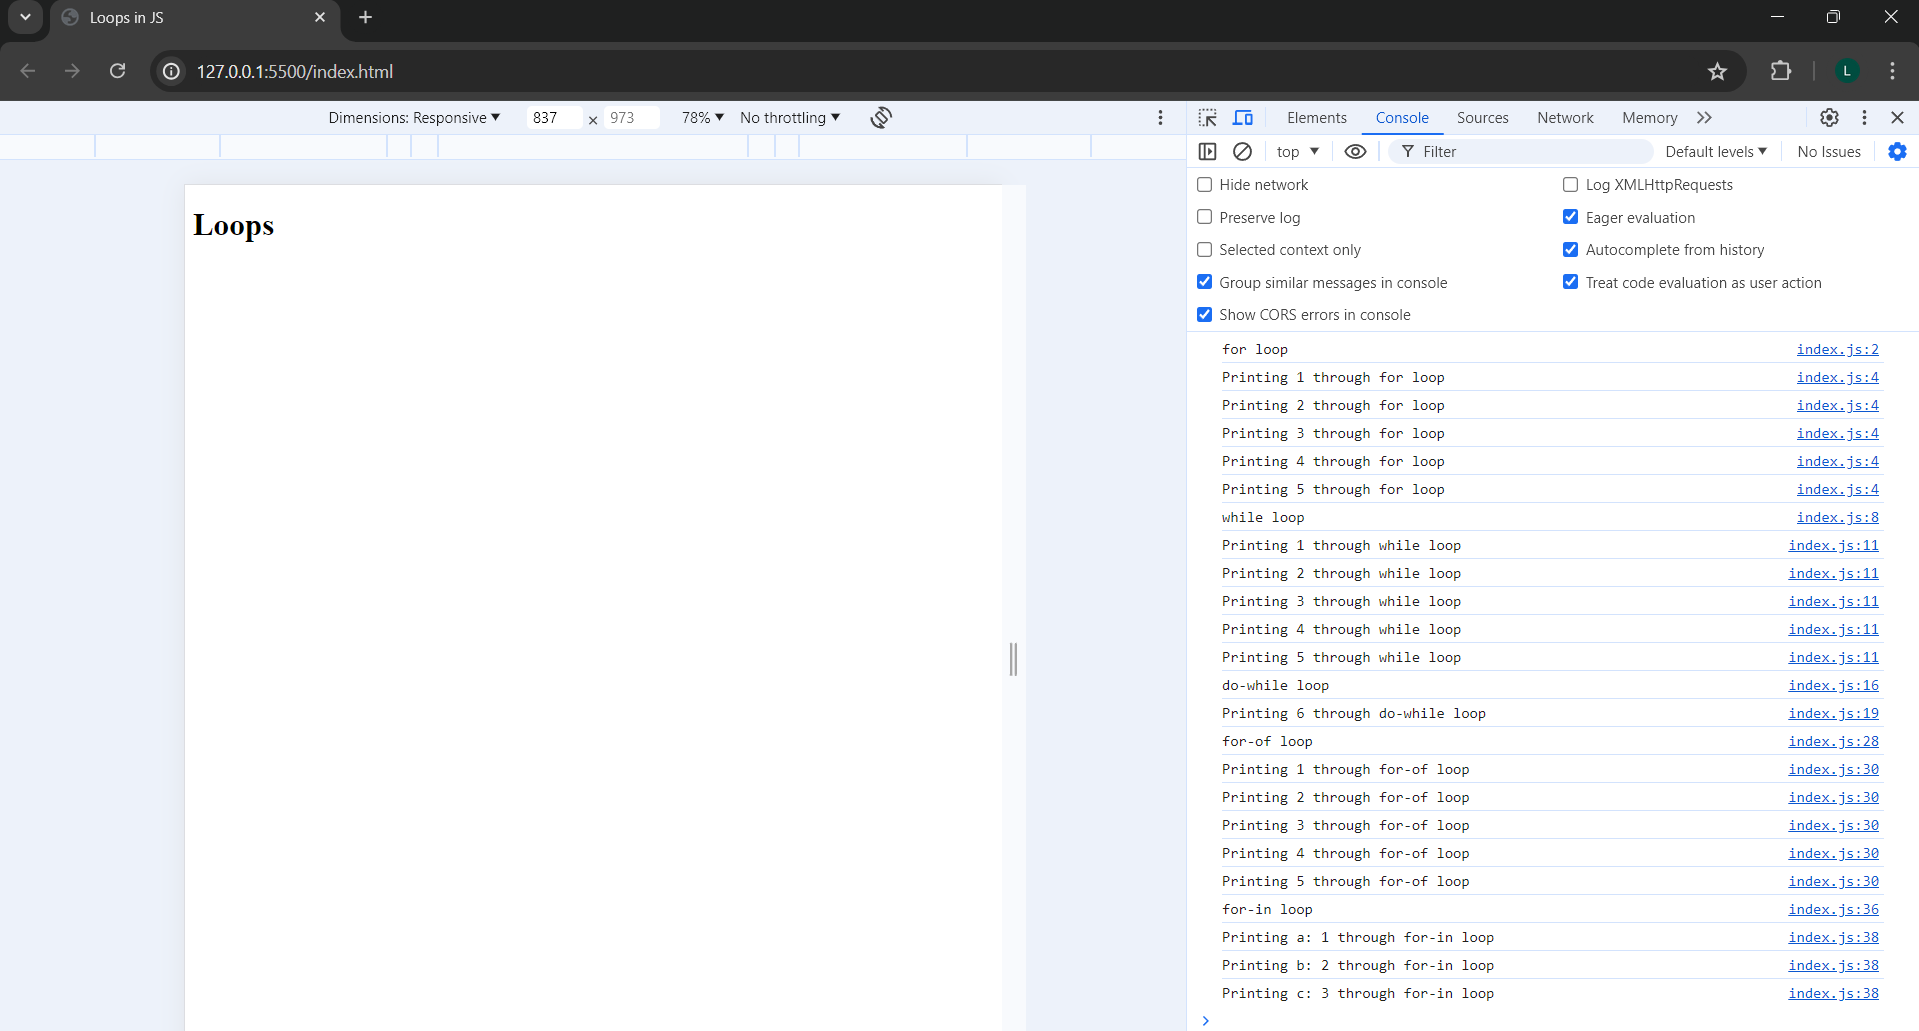 Loops in JS
127.0.0.1:5500/index.html
L
Dimensions: Responsive ▼ 837 × 973 78% ▼ No throttling ▼
Loops
Elements Console Sources Network Memory
top ▼ Filter Default levels ▼ No Issues
Hide network Log XMLHttpRequests
Preserve log Eager evaluation
Selected context only Autocomplete from history
Group similar messages in console Treat code evaluation as user action
Show CORS errors in console
for loop index.js:2
Printing 1 through for loop index.js:4
Printing 2 through for loop index.js:4
Printing 3 through for loop index.js:4
Printing 4 through for loop index.js:4
Printing 5 through for loop index.js:4
while loop index.js:8
Printing 1 through while loop index.js:11
Printing 2 through while loop index.js:11
Printing 3 through while loop index.js:11
Printing 4 through while loop index.js:11
Printing 5 through while loop index.js:11
do-while loop index.js:16
Printing 6 through do-while loop index.js:19
for-of loop index.js:28
Printing 1 through for-of loop index.js:30
Printing 2 through for-of loop index.js:30
Printing 3 through for-of loop index.js:30
Printing 4 through for-of loop index.js:30
Printing 5 through for-of loop index.js:30
for-in loop index.js:36
Printing a: 1 through for-in loop index.js:38
Printing b: 2 through for-in loop index.js:38
Printing c: 3 through for-in loop index.js:38